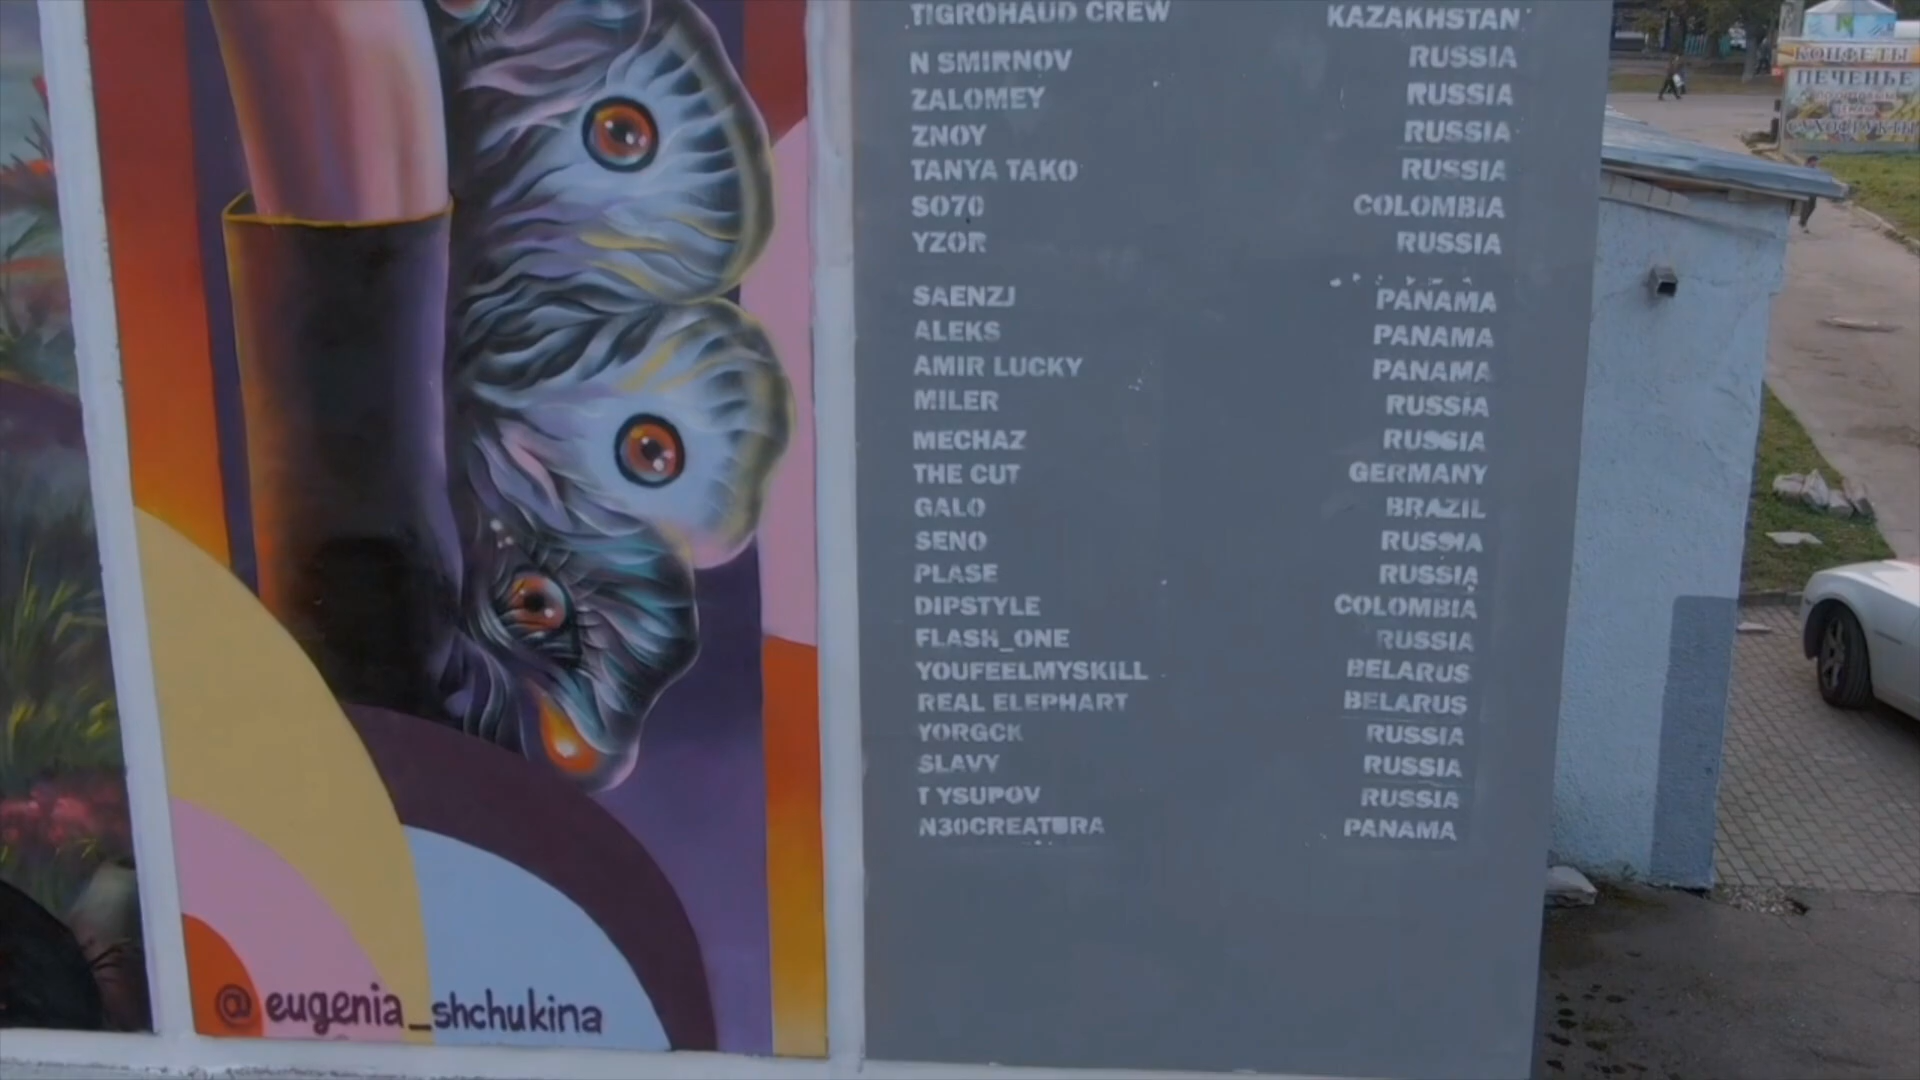 TIGROHAUD CREW KAZAKHSTAN
N SMIRNOV RUSSIA
ZALOMEY RUSSIA
ZNOY RUSSIA
TANYA TAKO RUSSIA
SO70 COLOMBIA
YZOR RUSSIA
SAENZJ PANAMA
ALEKS PANAMA
AMIR LUCKY PANAMA
MILER RUSSIA
MECHAZ RUSSIA
THE CUT GERMANY
GALO BRAZIL
SENO RUSSIA
PLASE RUSSIA
DIPSTYLE COLOMBIA
FLASH_ONE RUSSIA
YOUFEELMYSKILL BELARUS
REAL ELEPHART BELARUS
YORGCK RUSSIA
SLAVY RUSSIA
T YSUPOV RUSSIA
N30CREATURA PANAMA
@eugenia_shchukina
КОНФЕТЫ
ПЕЧЕНЬЕ
СУХОФРУКТЫ